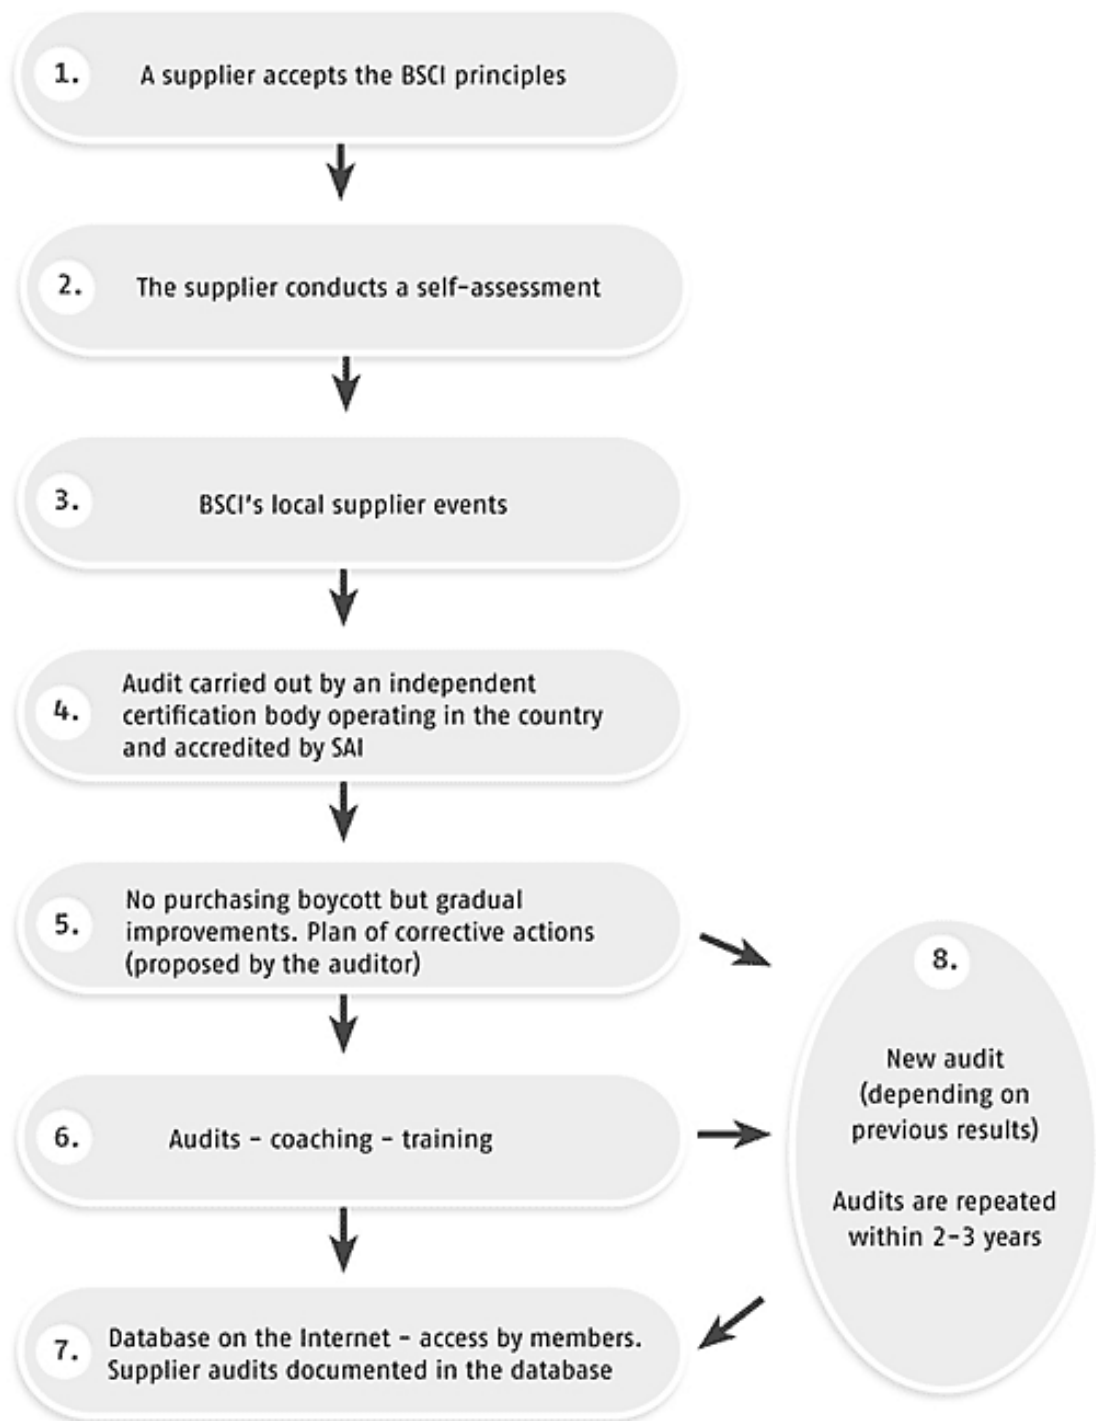 1.
A supplier accepts the BSCI principles
2.
The supplier conducts a self-assessment
3.
BSCI's local supplier events
4.
Audit carried out by an independent
certification body operating in the country
and accredited by SAI
5.
No purchasing boycott but gradual
improvements. Plan of corrective actions
(proposed by the auditor)
6.
Audits - coaching - training
7.
Database on the Internet - access by members.
Supplier audits documented in the database
8.
New audit
(depending on
previous results)
Audits are repeated
within 2-3 years